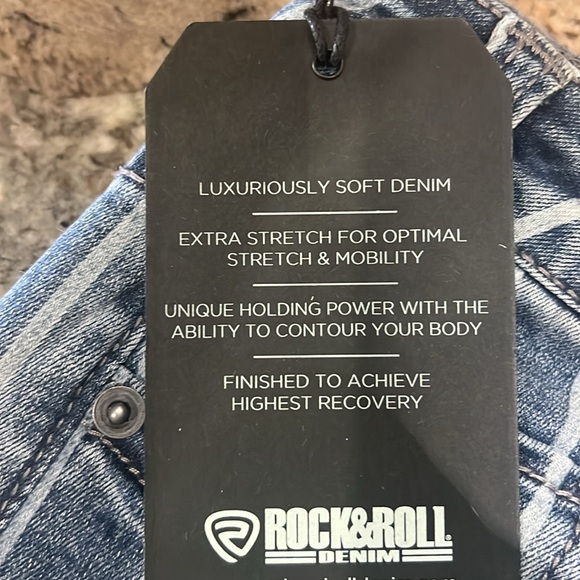 LUXURIOUSLY SOFT DENIM
EXTRA STRETCH FOR OPTIMAL
STRETCH & MOBILITY
UNIQUE HOLDING POWER WITH THE
ABILITY TO CONTOUR YOUR BODY
FINISHED TO ACHIEVE
HIGHEST RECOVERY
ROCK&ROLL
DENIM